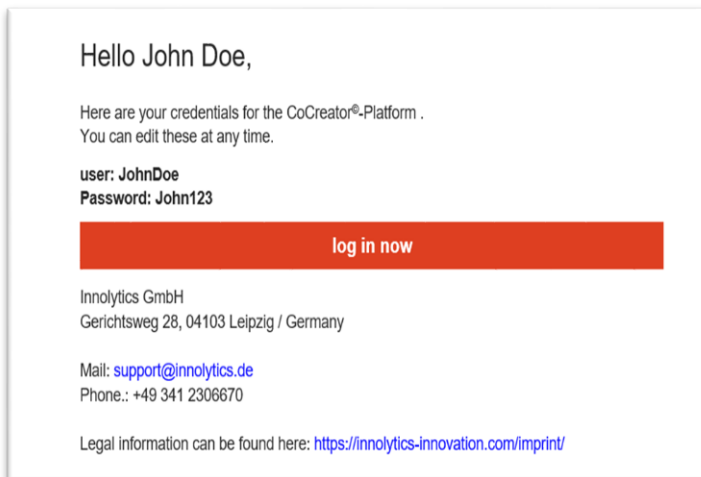 Hello John Doe,
Here are your credentials for the CoCreator©-Platform .
You can edit these at any time.
user: JohnDoe
Password: John123
log in now
Innolytics GmbH
Gerichtsweg 28, 04103 Leipzig / Germany
Mail: support@innolytics.de
Phone.: +49 341 2306670
Legal information can be found here: https://innolytics-innovation.com/imprint/